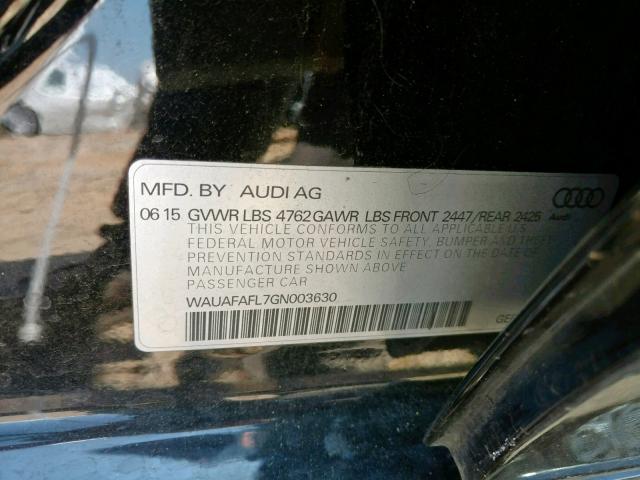 MFD. BY AUDI AG
06 15 GVWR LBS 4762 GAWR LBS FRONT 2447/REAR 2425
Audi
THIS VEHICLE CONFORMS TO ALL APPLICABLE U.S.
FEDERAL MOTOR VEHICLE SAFETY, BUMPER AND THEFT
PREVENTION STANDARDS IN EFFECT ON THE DATE OF
MANUFACTURE SHOWN ABOVE
PASSENGER CAR
WAUAFAFL7GN003630